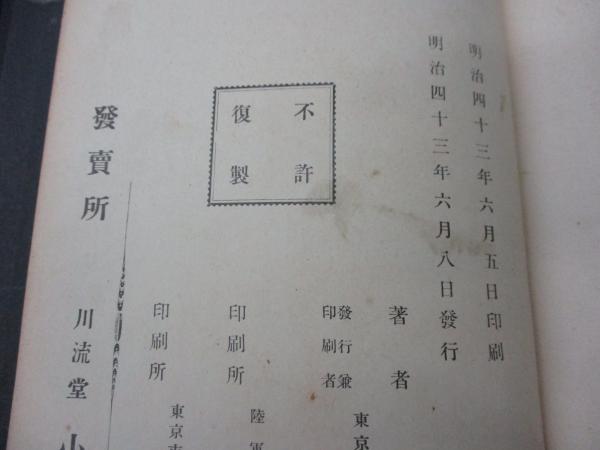 明治四十三年六月五日印刷
明治四十三年六月八日發行
不許
復製
著者
發行兼
印刷者
東京
印刷所
陸軍
印刷所
東京市
發賣所
川流堂
小